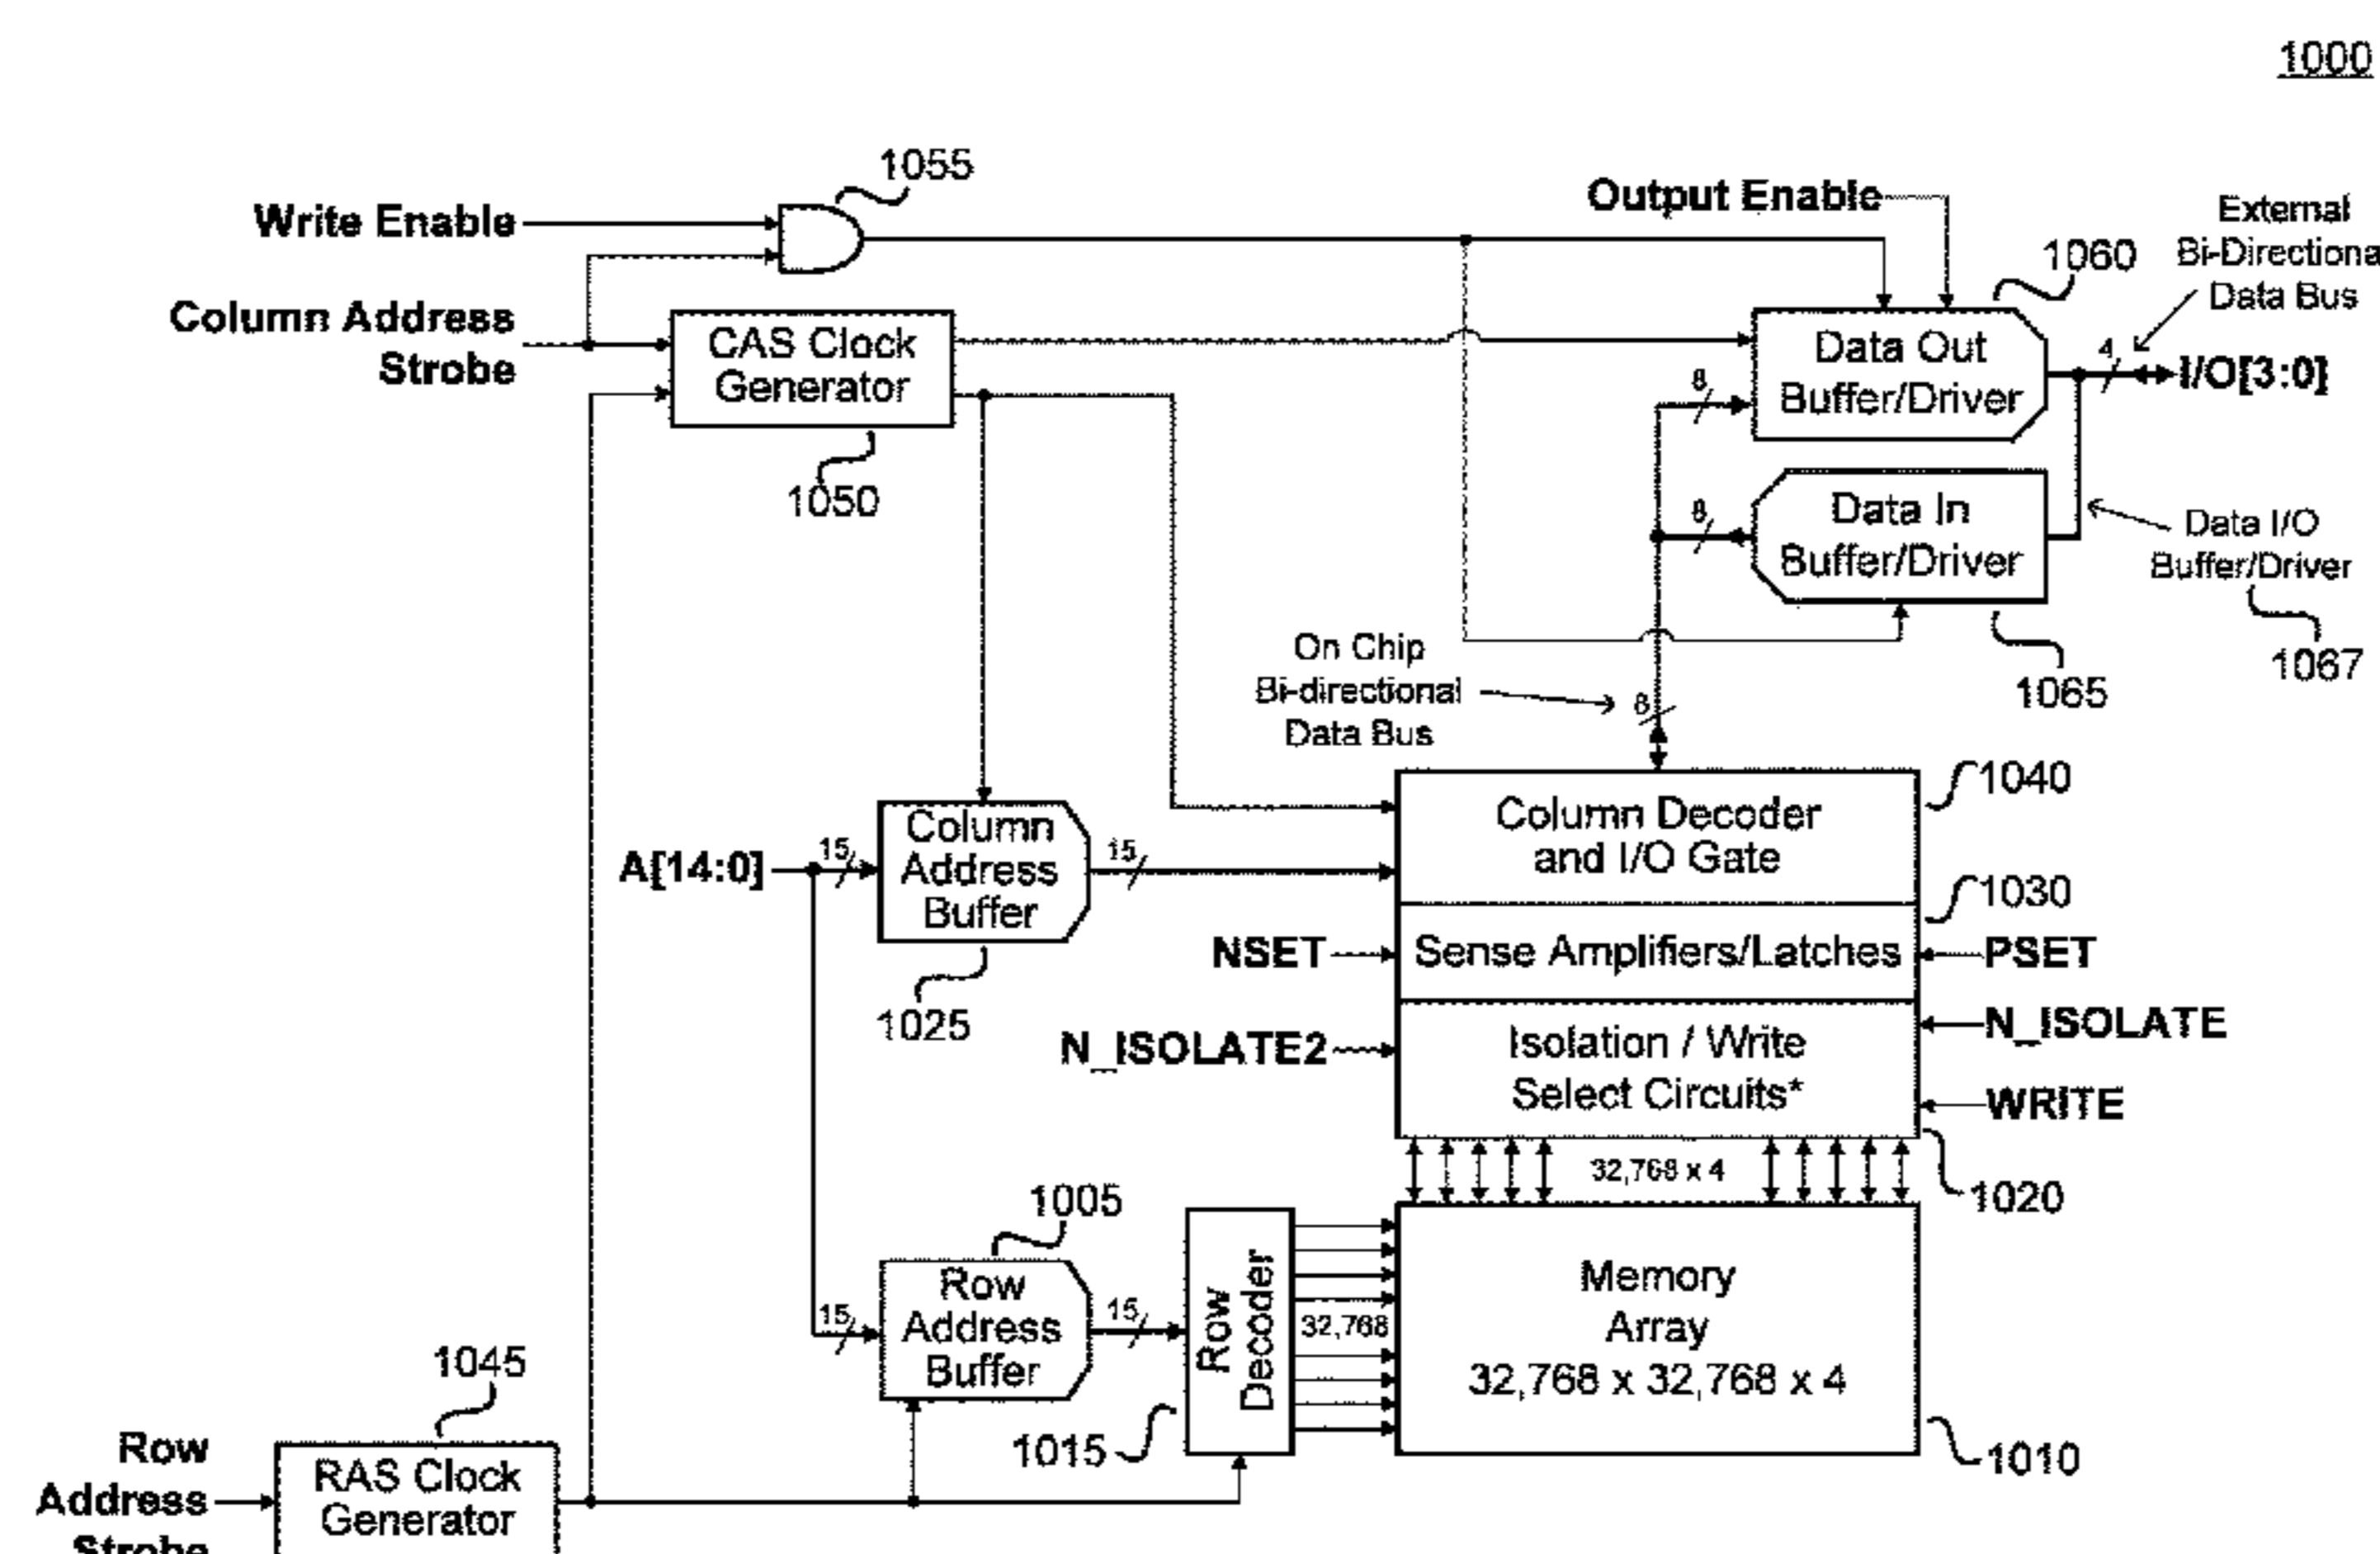 1000
1055
Write Enable
Output Enable
External
Bi-Directiona
Data Bus
1060
Column Address
Strobe
CAS Clock
Generator
1050
Data Out
Buffer/Driver
8
4
I/O[3:0]
Data In
Buffer/Driver
8
Data I/O
Buffer/Driver
1067
1065
On Chip
Bi-directional
Data Bus
8
1040
Column Decoder
and I/O Gate
A[14:0]
15
Column
Address
Buffer
15
1025
1030
NSET
Sense Amplifiers/Latches
PSET
N_ISOLATE2
Isolation / Write
Select Circuits*
N_ISOLATE
WRITE
1020
32,768 x 4
1005
15
Row
Address
Buffer
15
Row
Decoder
1015
32,768
Memory
Array
32,768 x 32,768 x 4
1010
1045
Row
Address
Strobe
RAS Clock
Generator